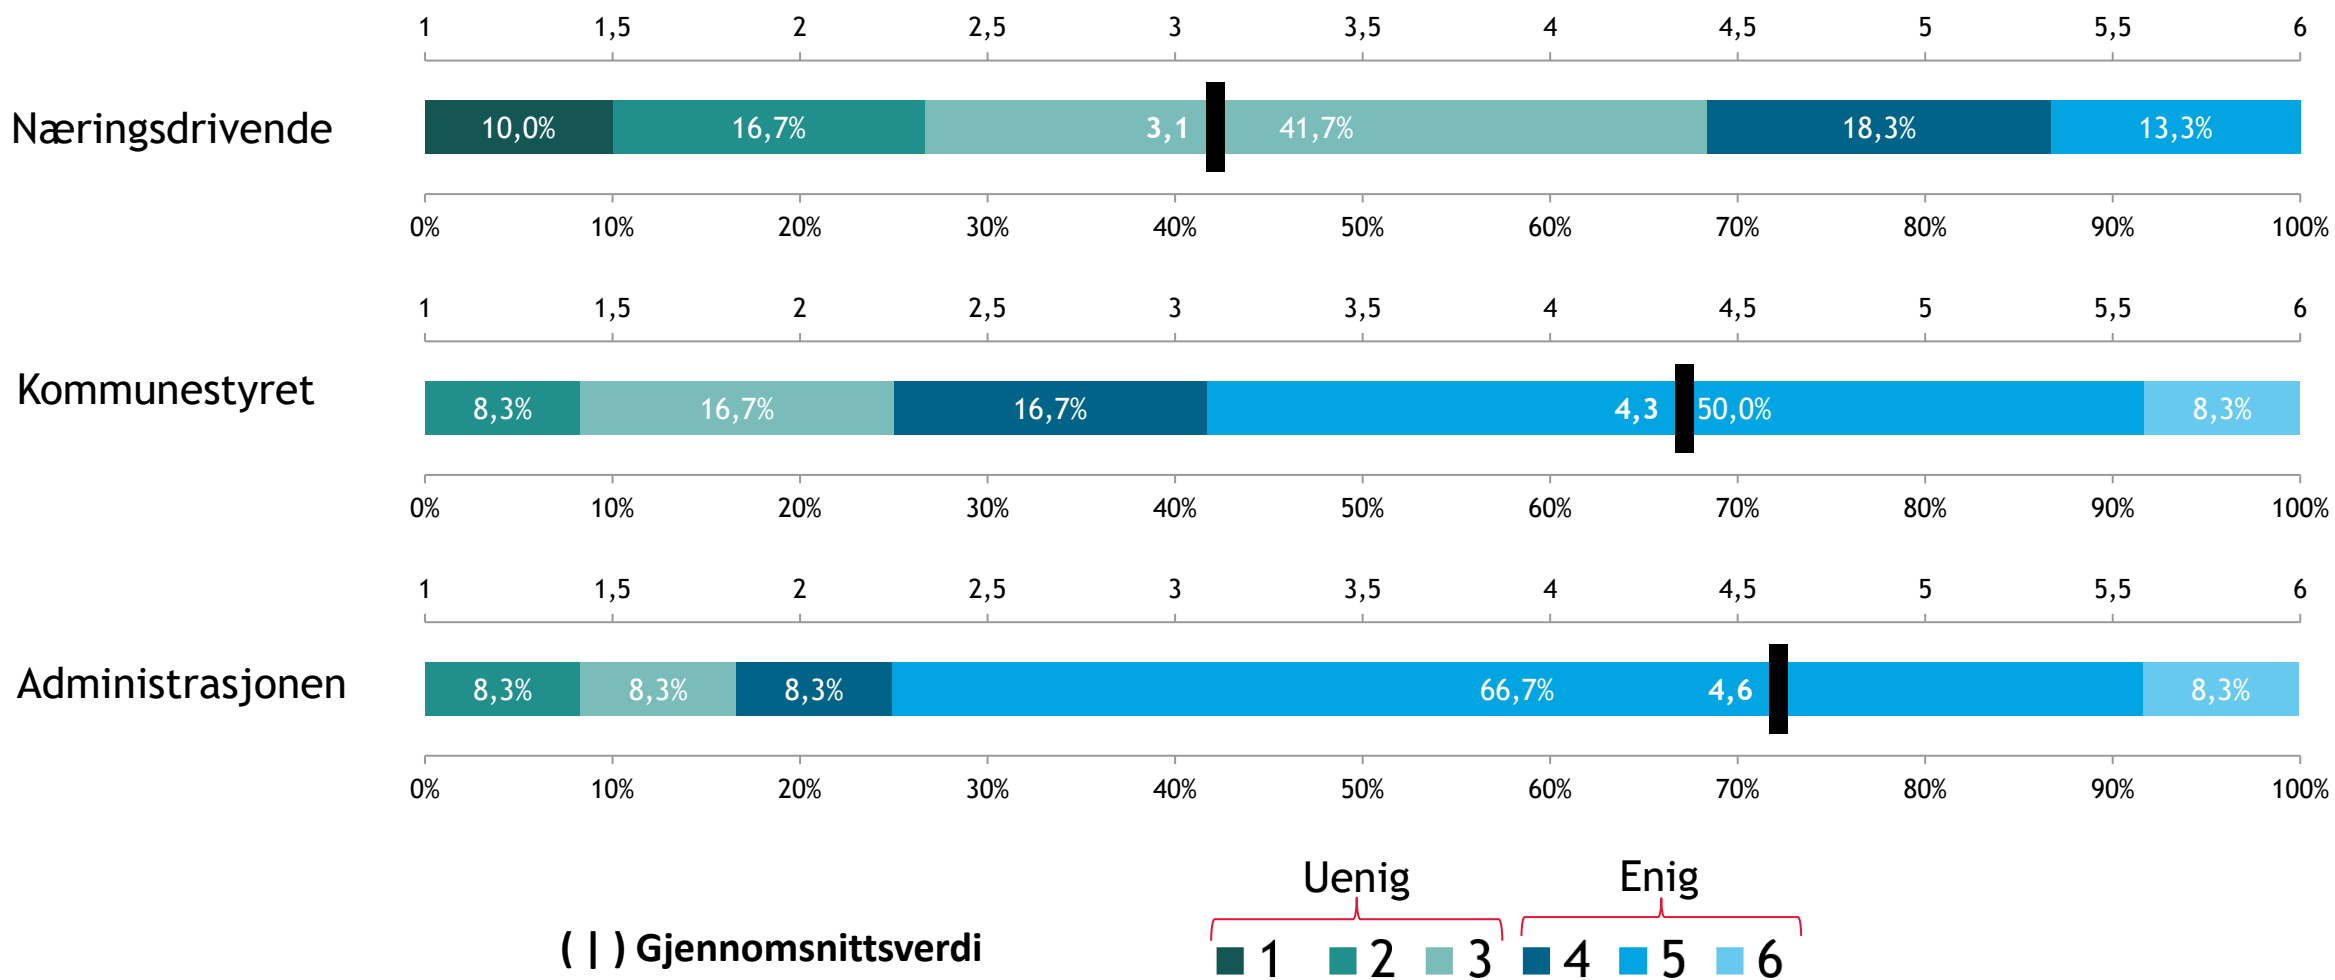 1 1,5 2 2,5 3 3,5 4 4,5 5 5,5 6
Næringsdrivende 10,0% 16,7% 3,1 41,7% 18,3% 13,3%
0% 10% 20% 30% 40% 50% 60% 70% 80% 90% 100%
1 1,5 2 2,5 3 3,5 4 4,5 5 5,5 6
Kommunestyret 8,3% 16,7% 16,7% 4,3 50,0% 8,3%
0% 10% 20% 30% 40% 50% 60% 70% 80% 90% 100%
1 1,5 2 2,5 3 3,5 4 4,5 5 5,5 6
Administrasjonen 8,3% 8,3% 8,3% 66,7% 4,6 8,3%
0% 10% 20% 30% 40% 50% 60% 70% 80% 90% 100%
Uenig Enig
( | ) Gjennomsnittsverdi 1 2 3 4 5 6